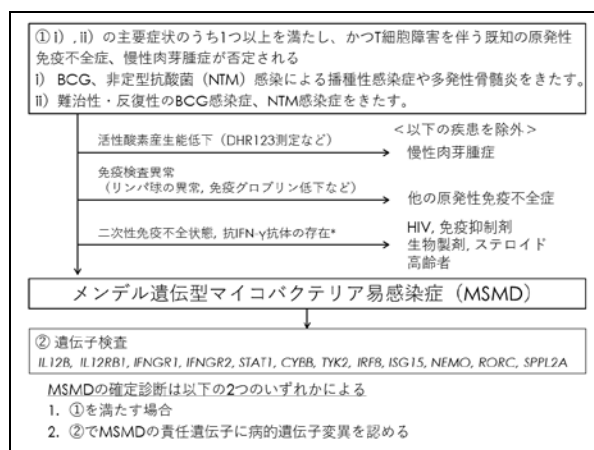 ① i) , ii) の主要症状のうち1つ以上を満たし、かつT細胞障害を伴う既知の原発性
免疫不全症、慢性肉芽腫症が否定される
i) BCG、非定型抗酸菌（NTM）感染による播種性感染症や多発性骨髄炎をきたす。
ii) 難治性・反復性のBCG感染症、NTM感染症をきたす。
＜以下の疾患を除外＞
活性酸素産生能低下（DHR123測定など）
慢性肉芽腫症
免疫検査異常
（リンパ球の異常, 免疫グロブリン低下など）
他の原発性免疫不全症
二次性免疫不全状態, 抗IFN-γ抗体の存在*
HIV, 免疫抑制剤
生物製剤, ステロイド
高齢者
メンデル遺伝型マイコバクテリア易感染症（MSMD）
② 遺伝子検査
IL12B, IL12RB1, IFNGR1, IFNGR2, STAT1, CYBB, TYK2, IRF8, ISG15, NEMO, RORC, SPPL2A
MSMDの確定診断は以下の2つのいずれかによる
1. ①を満たす場合
2. ②でMSMDの責任遺伝子に病的遺伝子変異を認める